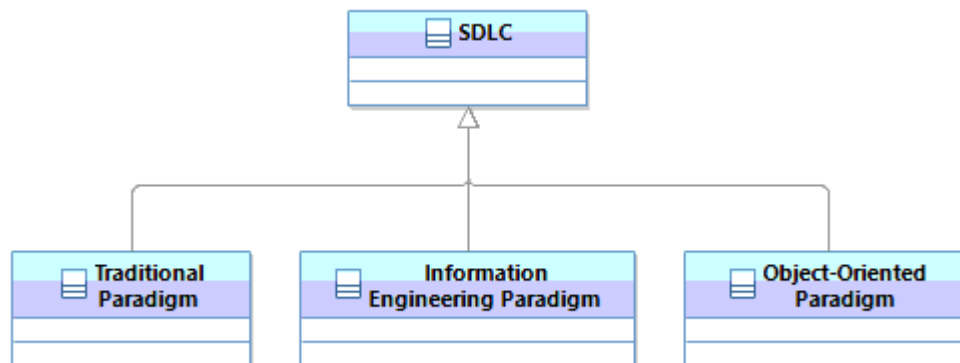 SDLC
Traditional
Paradigm
Information
Engineering Paradigm
Object-Oriented
Paradigm